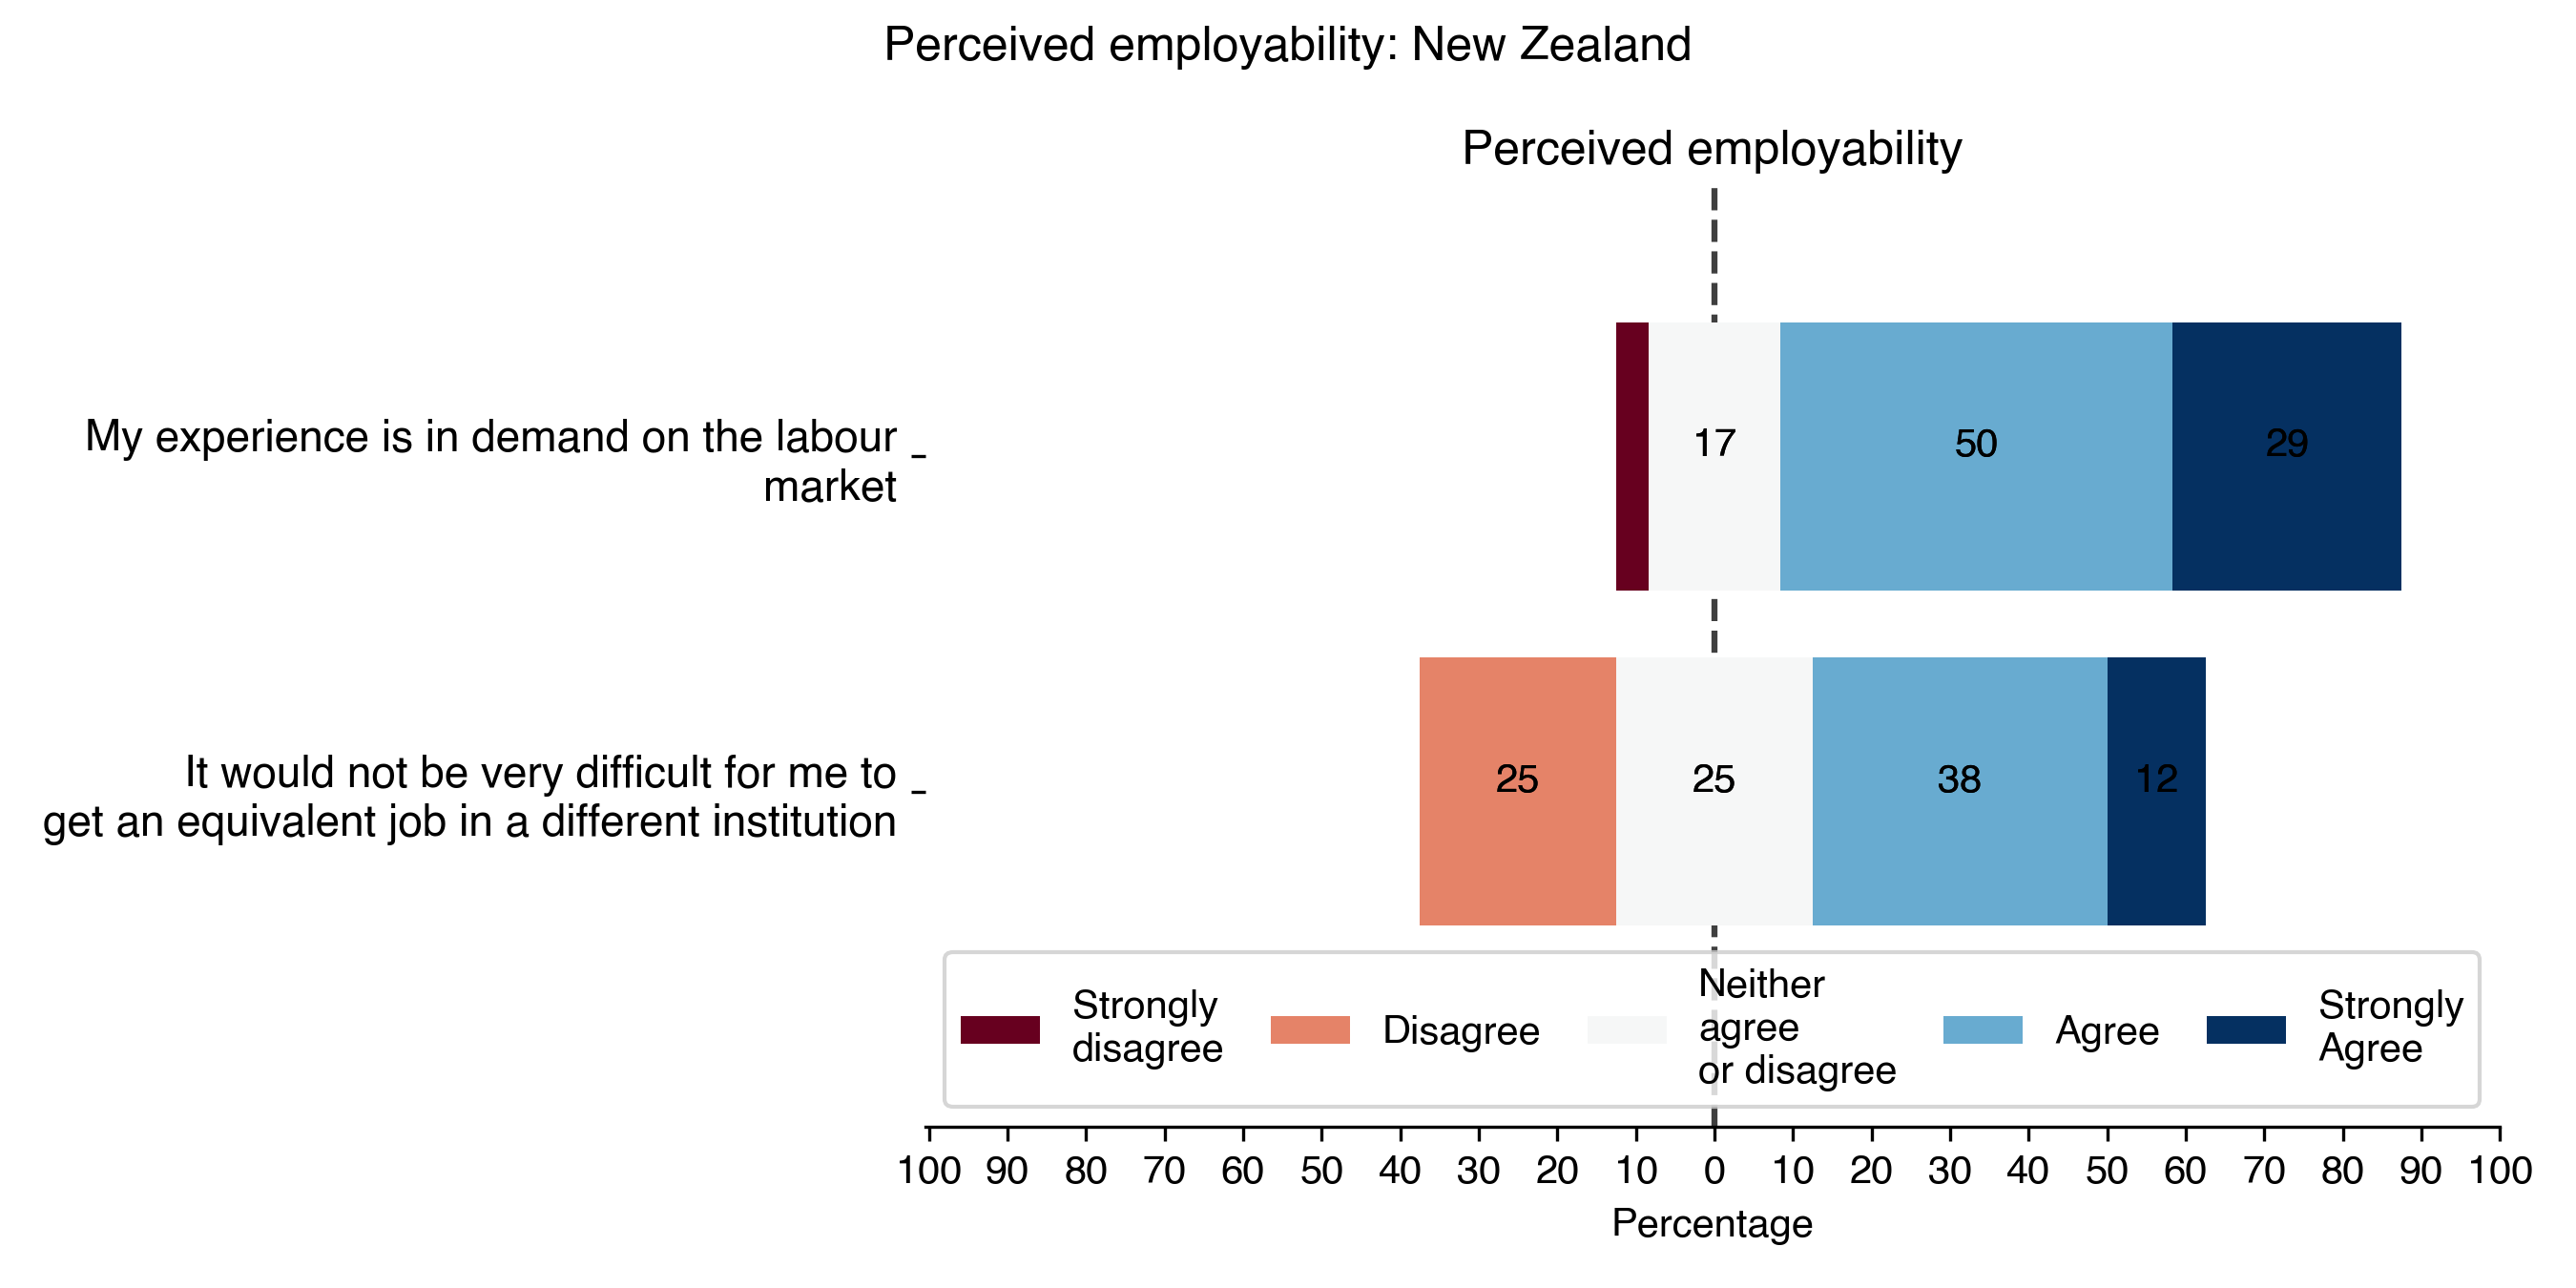 Perceived employability: New Zealand
Perceived employability
My experience is in demand on the labour
market
17 50 29
It would not be very difficult for me to
get an equivalent job in a different institution
25 25 38 12
Strongly
disagree
Disagree
Neither
agree
or disagree
Agree
Strongly
Agree
100 90 80 70 60 50 40 30 20 10 0 10 20 30 40 50 60 70 80 90 100
Percentage